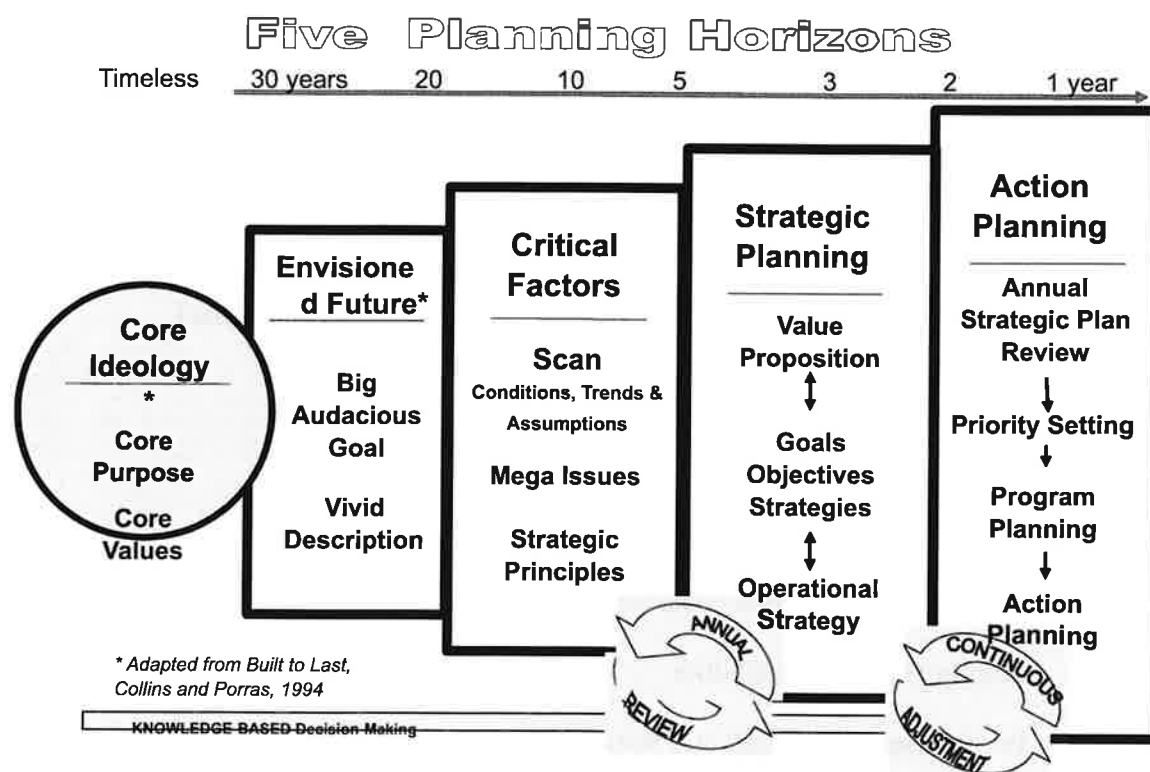 Five Planning Horizons
Timeless 30 years 20 10 5 3 2 1 year
Core
Ideology
*
Core
Purpose
Core
Values
Envisione
d Future*
Big
Audacious
Goal
Vivid
Description
Critical
Factors
Scan
Conditions, Trends &
Assumptions
Mega Issues
Strategic
Principles
Strategic
Planning
Value
Proposition
Goals
Objectives
Strategies
Operational
Strategy
Action
Planning
Annual
Strategic Plan
Review
Priority Setting
Program
Planning
Action
Planning
ANNUAL
REVIEW
CONTINUOUS
ADJUSTMENT
* Adapted from Built to Last,
Collins and Porras, 1994
KNOWLEDGE BASED Decision Making